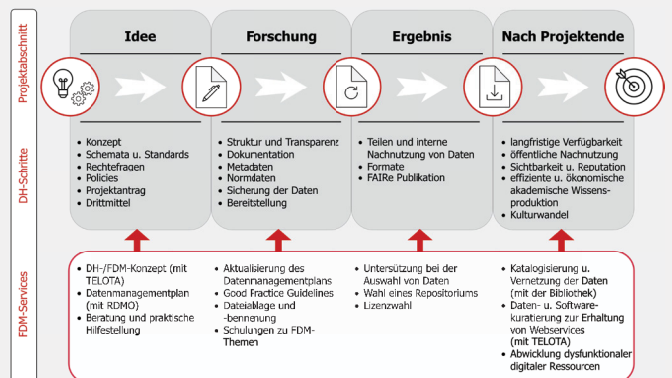 Projektabschnitt
Idee
Forschung
Ergebnis
Nach Projektende
DH-Schritte
• Konzept
• Schemata u. Standards
• Rechtefragen
• Policies
• Projektantrag
• Drittmittel
• Struktur und Transparenz
• Dokumentation
• Metadaten
• Normdaten
• Sicherung der Daten
• Bereitstellung
• Teilen und interne
Nachnutzung von Daten
• Formate
• FAIRe Publikation
• langfristige Verfügbarkeit
• öffentliche Nachnutzung
• Sichtbarkeit u. Reputation
• effiziente u. ökonomische
akademische Wissens-
produktion
• Kulturwandel
FDM-Services
• DH-/FDM-Konzept (mit
TELOTA)
• Datenmanagementplan
(mit RDMO)
• Beratung und praktische
Hilfestellung
• Aktualisierung des
Datenmanagementplans
• Good Practice Guidelines
• Dateiablage und
-benennung
• Schulungen zu FDM-
Themen
• Untersützung bei der
Auswahl von Daten
• Wahl eines Repositoriums
• Lizenzwahl
• Katalogisierung u.
Vernetzung der Daten
(mit der Bibliothek)
• Daten- u. Software-
kuratierung zur Erhaltung
von Webservices
(mit TELOTA)
• Abwicklung dysfunktionaler
digitaler Ressourcen